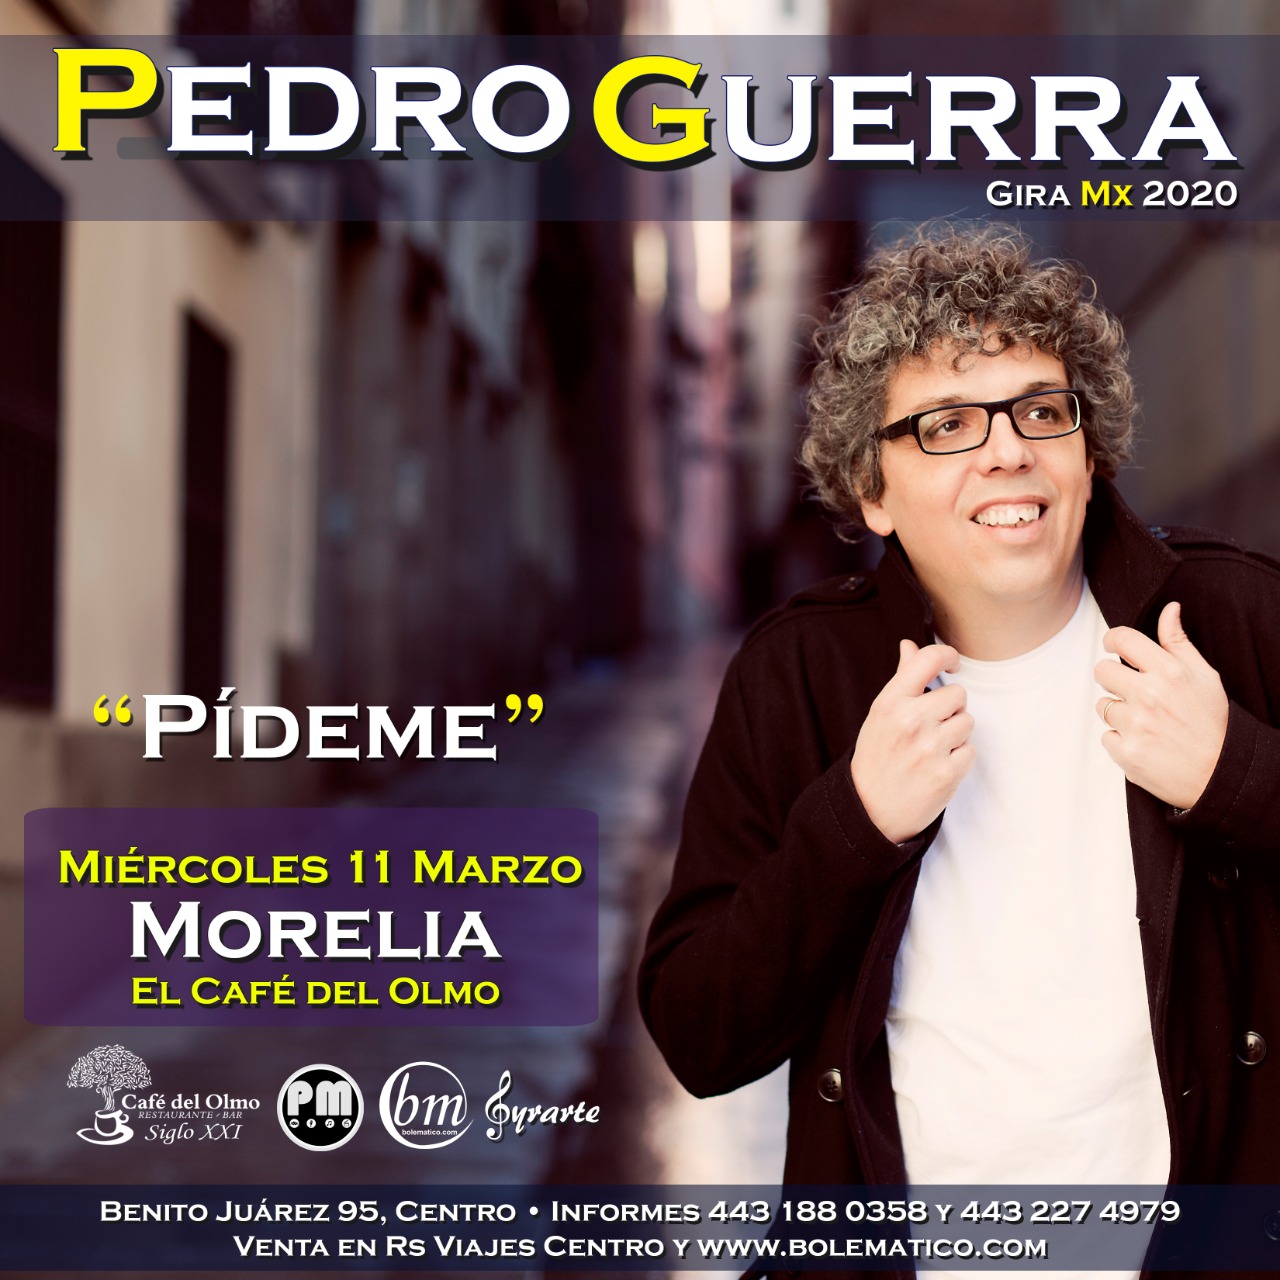 PEDRO GUERRA
GIRA MX 2020
“PÍDEME”
MIÉRCOLES 11 MARZO
MORELIA
EL CAFÉ DEL OLMO
Café del Olmo
RESTAURANTE - BAR
Siglo XXI
PM
bm
bolematico.com
Gyrarte
BENITO JUÁREZ 95, CENTRO • INFORMES 443 188 0358 Y 443 227 4979
VENTA EN RS VIAJES CENTRO Y WWW.BOLEMATICO.COM